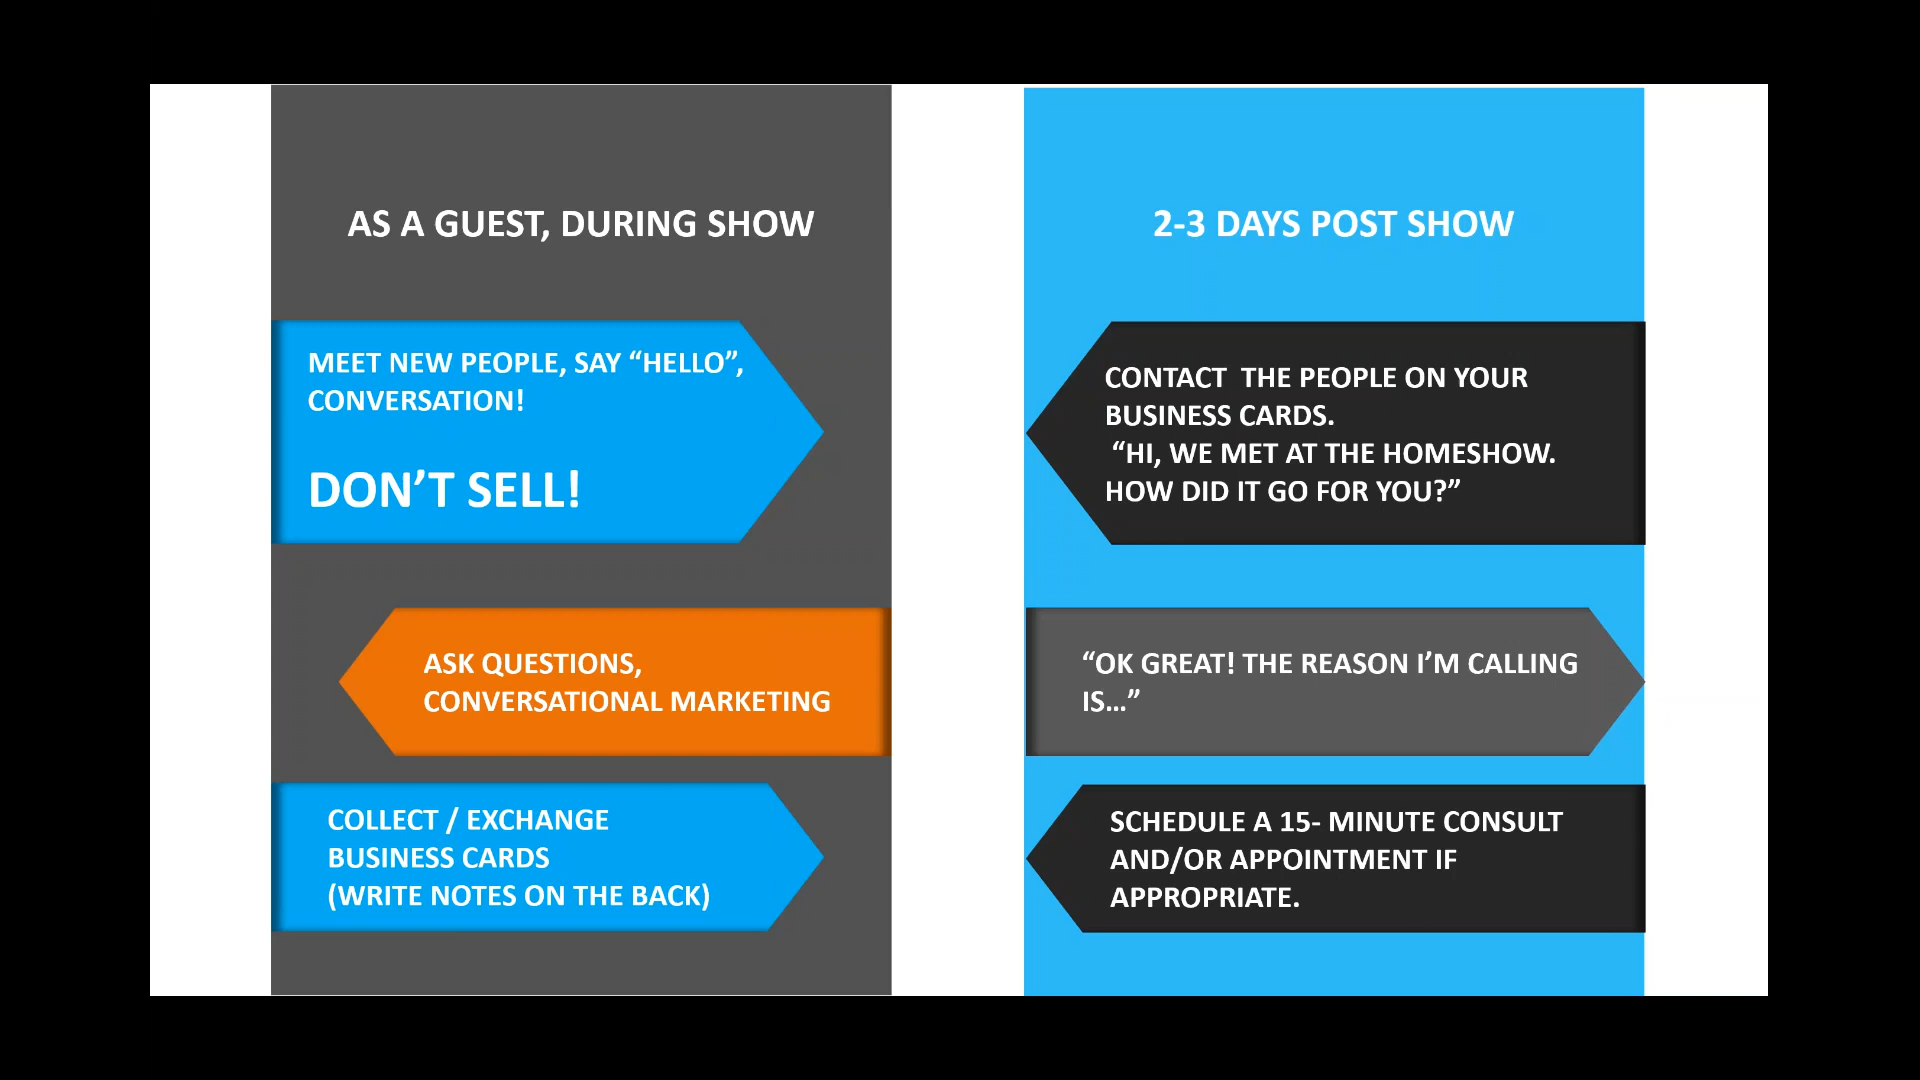 AS A GUEST, DURING SHOW
MEET NEW PEOPLE, SAY “HELLO”,
CONVERSATION!
DON’T SELL!
ASK QUESTIONS,
CONVERSATIONAL MARKETING
COLLECT / EXCHANGE
BUSINESS CARDS
(WRITE NOTES ON THE BACK)
2-3 DAYS POST SHOW
CONTACT  THE PEOPLE ON YOUR
BUSINESS CARDS.
“HI, WE MET AT THE HOMESHOW.
HOW DID IT GO FOR YOU?”
“OK GREAT! THE REASON I’M CALLING
IS…”
SCHEDULE A 15- MINUTE CONSULT
AND/OR APPOINTMENT IF
APPROPRIATE.